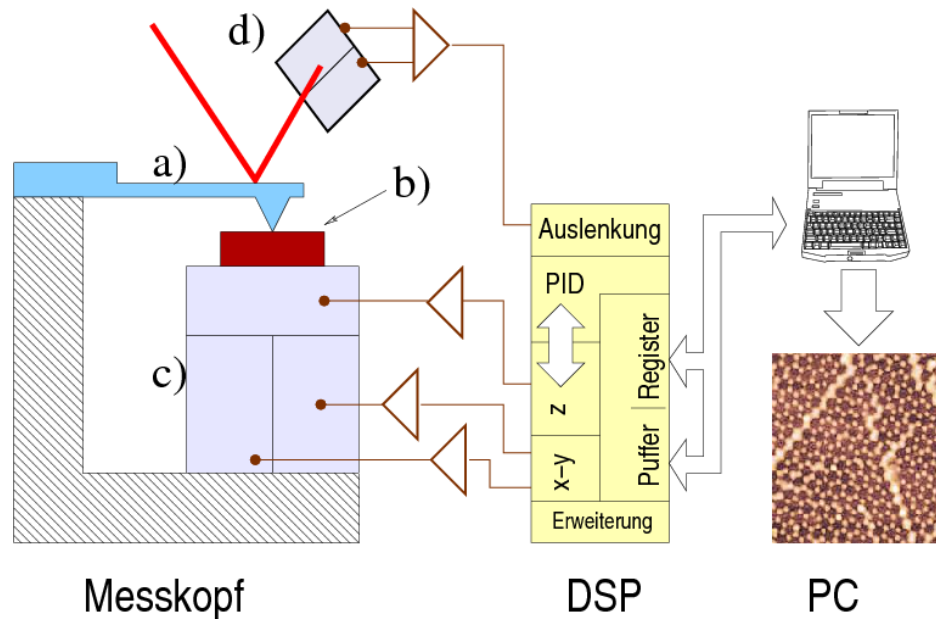 d)
a)
b)
c)
Auslenkung
PID
z
x-y
Register
Puffer
Erweiterung
Messkopf
DSP
PC